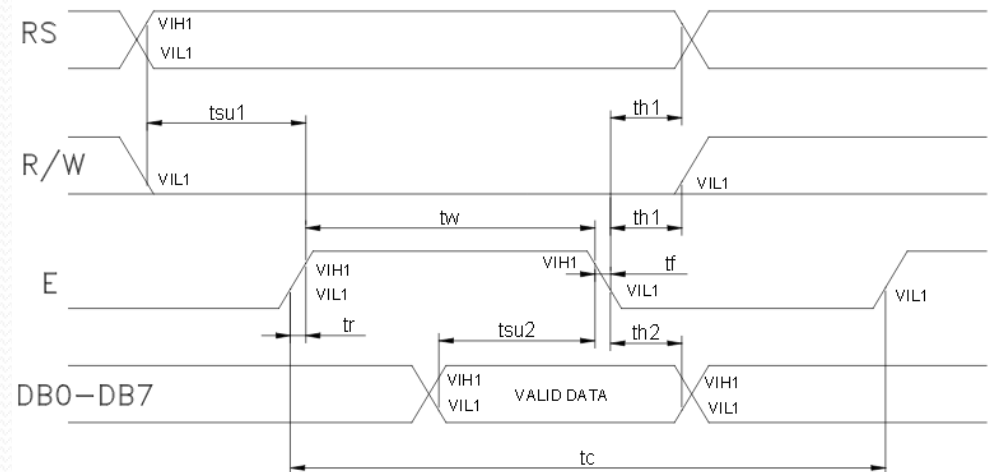 RS
VIH1
VIL1
tsu1
th1
R/W
VIL1
VIL1
tw
th1
E
VIH1
VIL1
VIH1
tf
VIL1
VIL1
tr
tsu2
th2
DB0-DB7
VIH1
VIL1
VALID DATA
VIH1
VIL1
tc